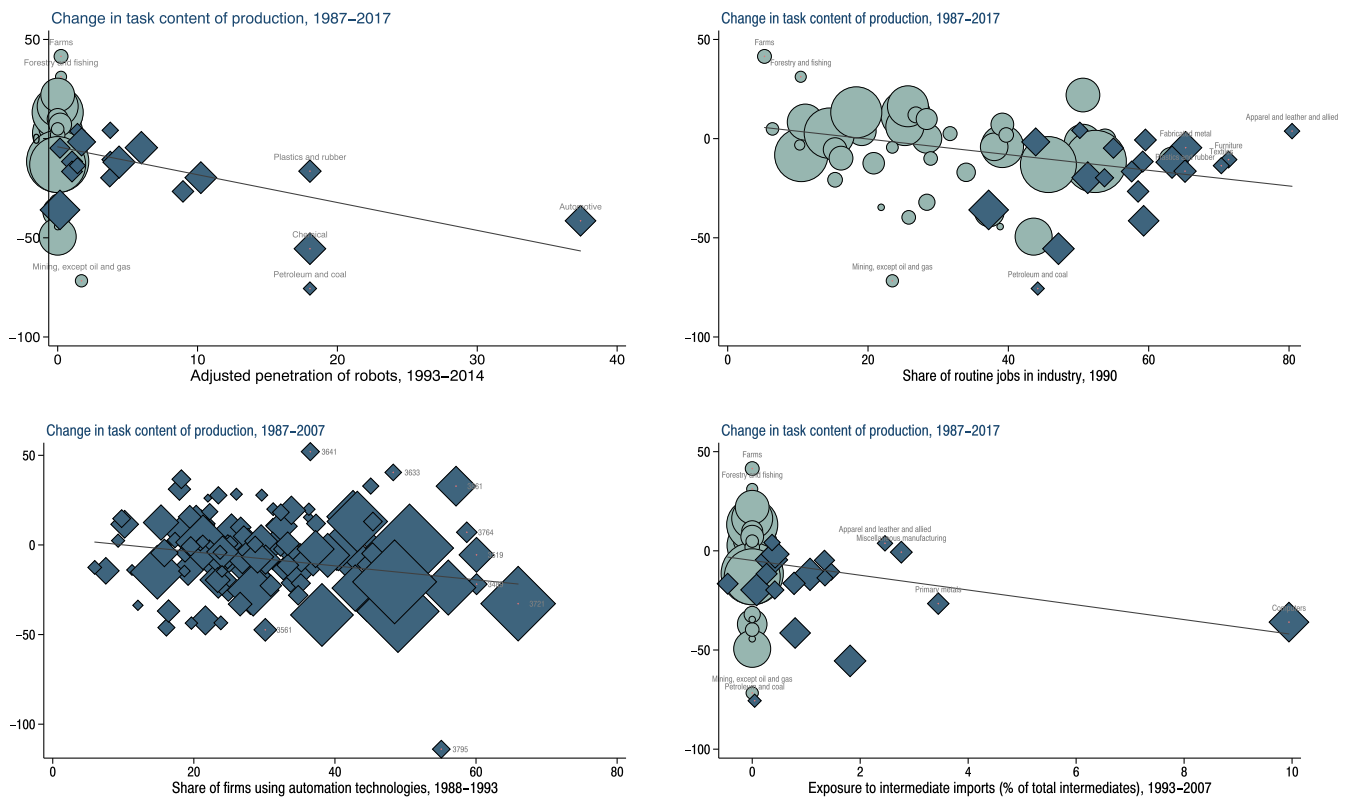 Change in task content of production, 1987−2017
50
0
−50
−100
Farms
Forestry and fishing
Plastics and rubber
Automotive
Chemical
Mining, except oil and gas
Petroleum and coal
0
10
20
30
40
Adjusted penetration of robots, 1993−2014
Change in task content of production, 1987−2017
50
0
−50
−100
Farms
Forestry and fishing
Apparel and leather and allied
Fabricated metal
Furniture
Textiles
Plastics and rubber
Mining, except oil and gas
Petroleum and coal
0
20
40
60
80
Share of routine jobs in industry, 1990
Change in task content of production, 1987−2007
50
0
−50
−100
3641
3633
3764
3721
3561
3795
0
20
40
60
80
Share of firms using automation technologies, 1988−1993
Change in task content of production, 1987−2017
50
0
−50
−100
Farms
Forestry and fishing
Apparel and leather and allied
Miscellaneous manufacturing
Primary metals
Computers
Mining, except oil and gas
Petroleum and coal
0
2
4
6
8
10
Exposure to intermediate imports (% of total intermediates), 1993−2007